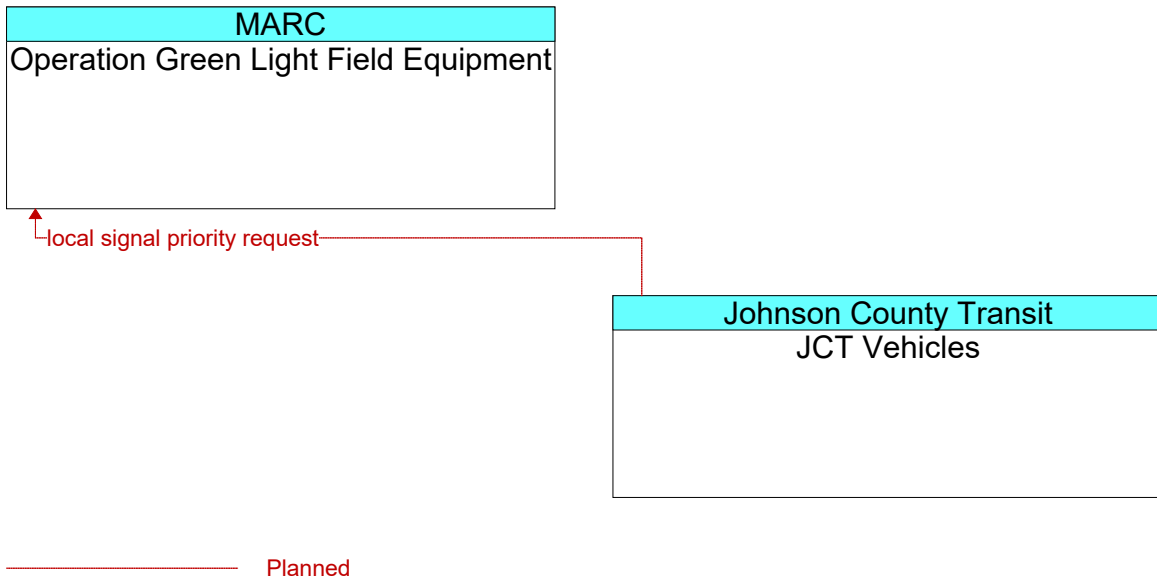 MARC
Operation Green Light Field Equipment
local signal priority request
Johnson County Transit
JCT Vehicles
Planned